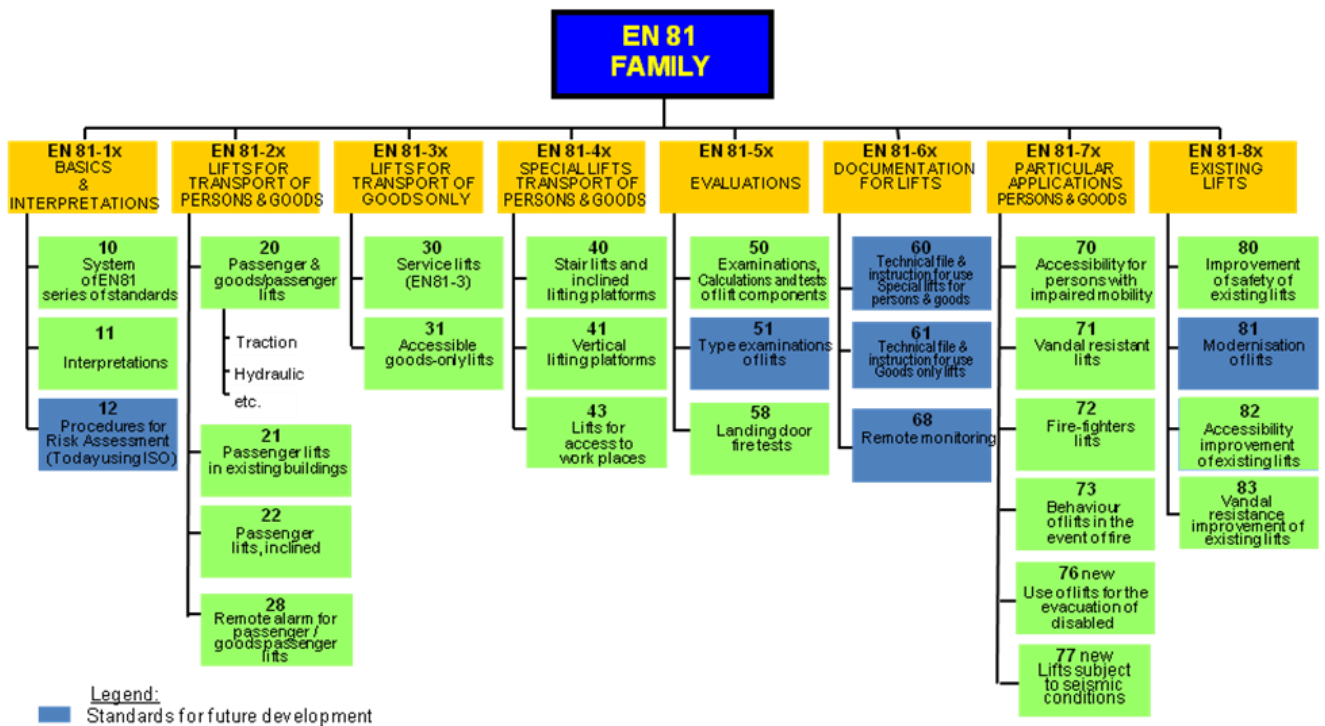 EN 81
FAMILY
EN 81-1x
BASICS
&
INTERPRETATIONS
10
System
of EN81
series of standards
11
Interpretations
12
Procedures for
Risk Assessment
(Today using ISO)
EN 81-2x
LIFTS FOR
TRANSPORT OF
PERSONS & GOODS
20
Passenger &
goods/passenger
lifts
Traction
Hydraulic
etc.
21
Passenger lifts
in existing buildings
22
Passenger
lifts, inclined
28
Remote alarm for
passenger /
goods passenger
lifts
EN 81-3x
LIFTS FOR
TRANSPORT OF
GOODS ONLY
30
Service lifts
(EN81-3)
31
Accessible
goods-only lifts
EN 81-4x
SPECIAL LIFTS
TRANSPORT OF
PERSONS & GOODS
40
Stair lifts and
inclined
lifting platforms
41
Vertical
lifting platforms
43
Lifts for
access to
work places
EN 81-5x
EVALUATIONS
50
Examinations,
Calculations and tests
of lift components
51
Type examinations
of lifts
58
Landing door
fire tests
EN 81-6x
DOCUMENTATION
FOR LIFTS
60
Technical file &
instruction for use
Special lifts for
persons & goods
61
Technical file &
instruction for use
Goods only lifts
68
Remote monitoring
EN 81-7x
PARTICULAR
APPLICATIONS
PERSONS & GOODS
70
Accessibility for
persons with
impaired mobility
71
Vandal resistant
lifts
72
Fire-fighters
lifts
73
Behaviour
of lifts in the
event of fire
76 new
Use of lifts for the
evacuation of
disabled
77 new
Lifts subject
to seismic
conditions
EN 81-8x
EXISTING
LIFTS
80
Improvement
of safety of
existing lifts
81
Modernisation
of lifts
82
Accessibility
improvement
of existing lifts
83
Vandal
resistance
improvement of
existing lifts
Legend:
Standards for future development